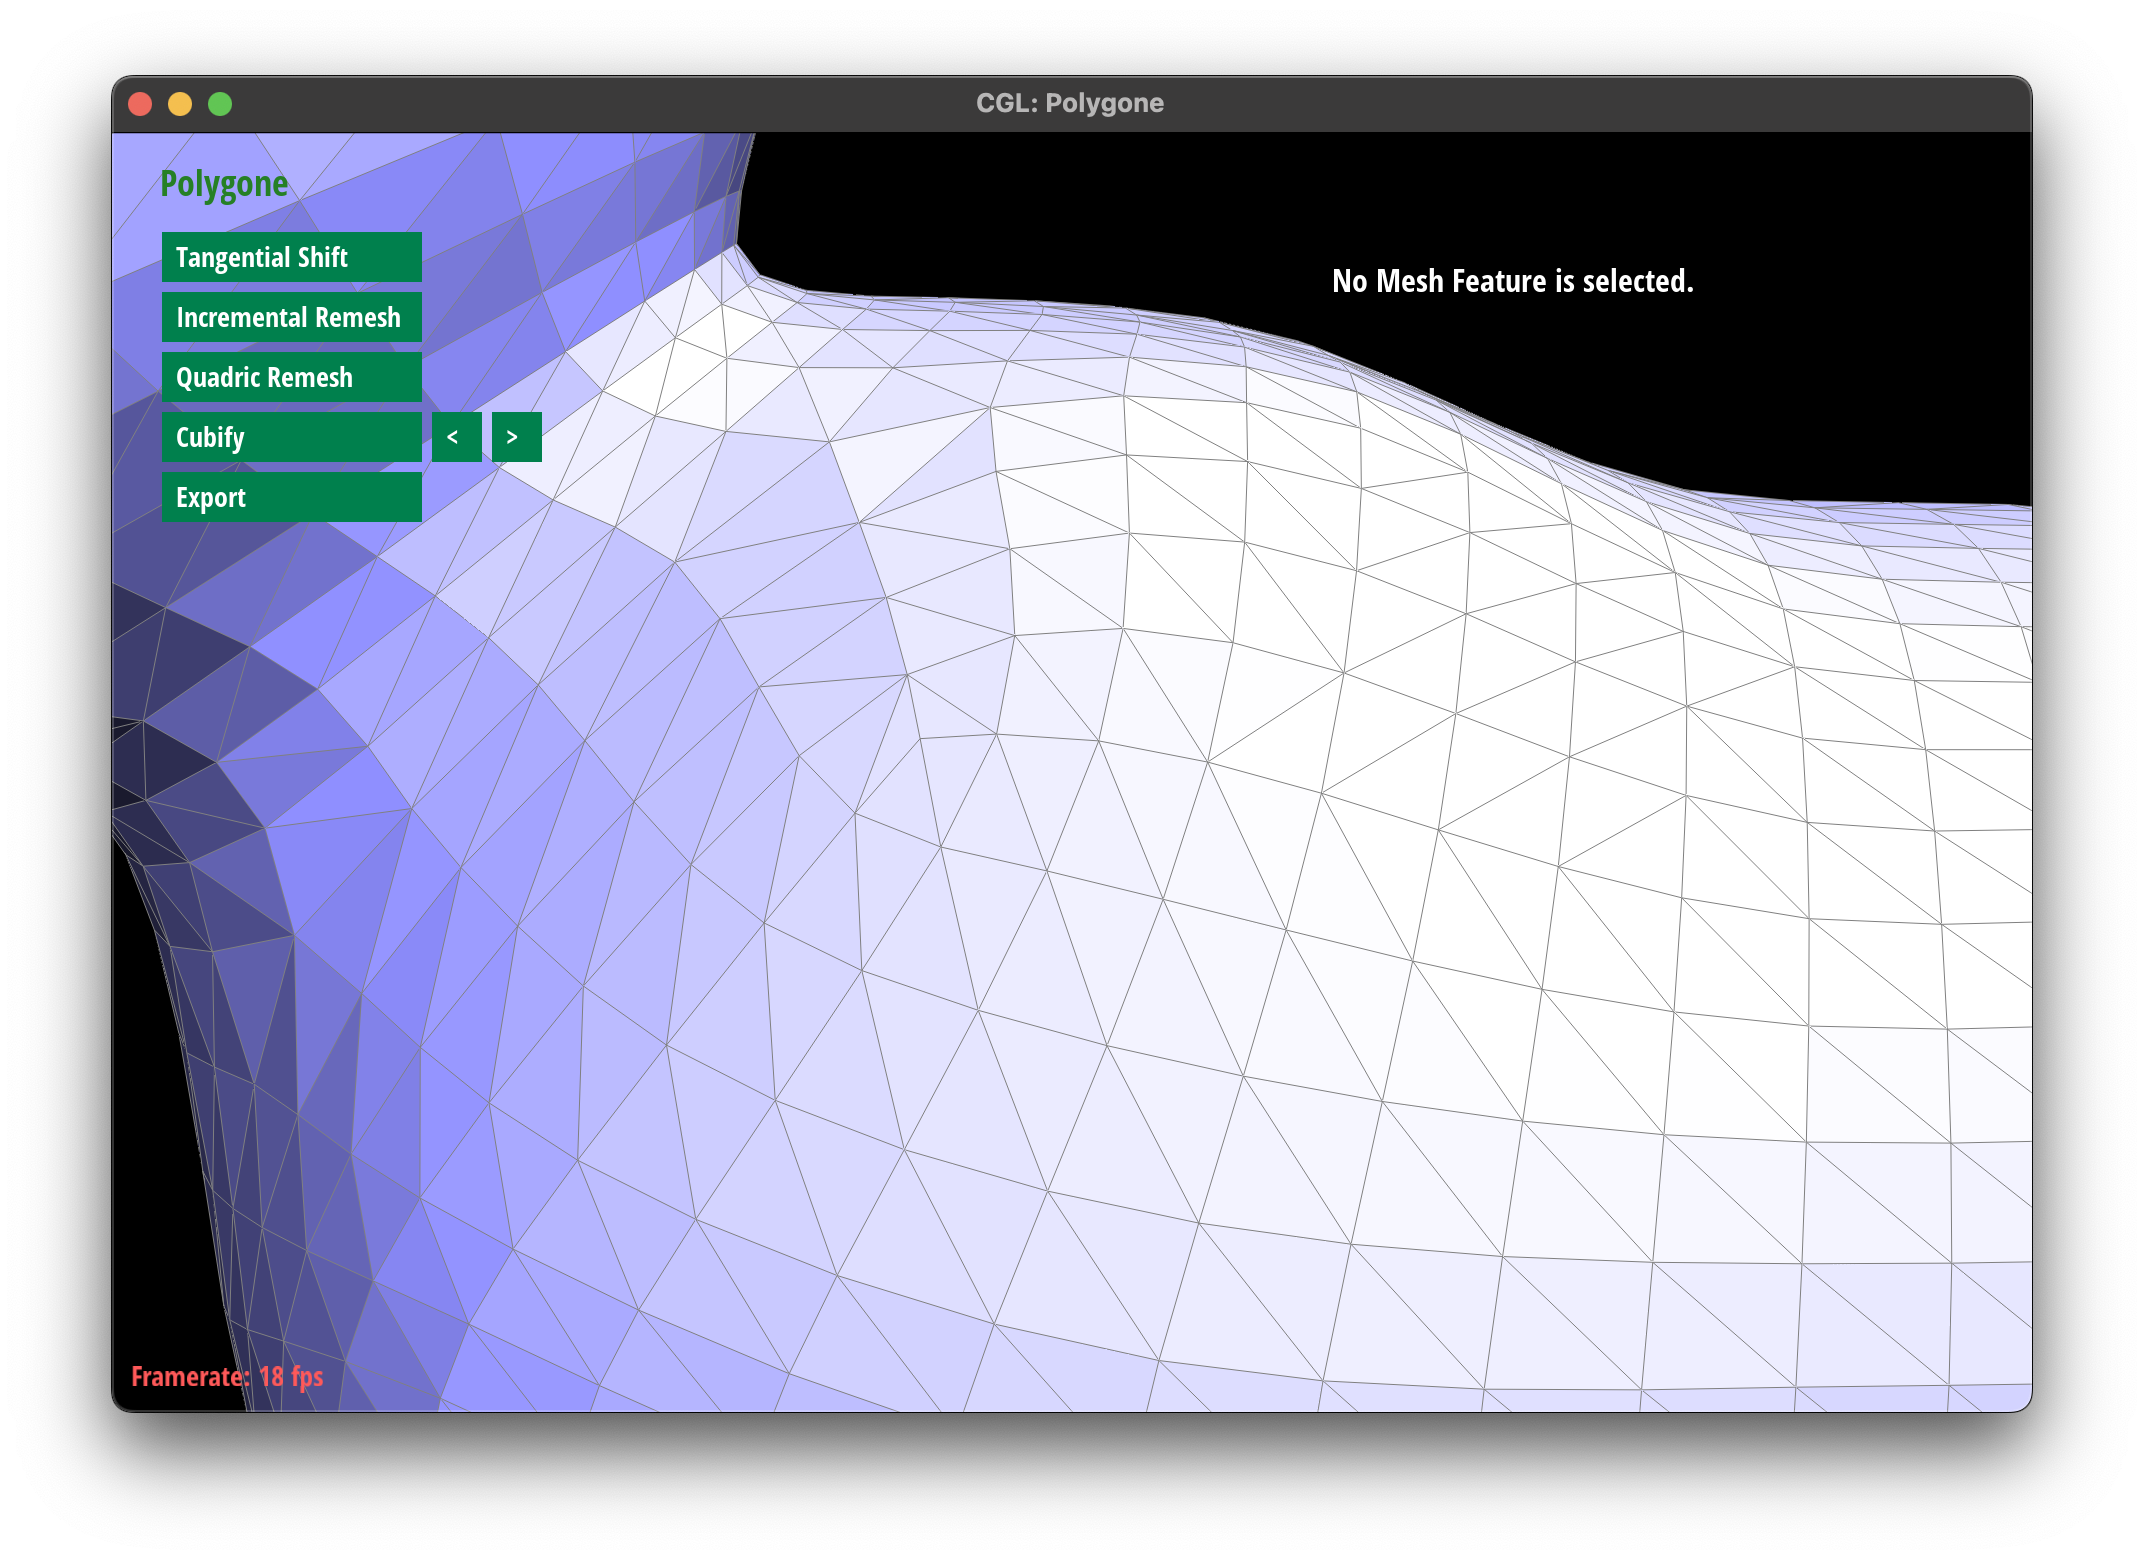 CGL: Polygone
Polygone
Tangential Shift
Incremental Remesh
Quadric Remesh
Cubify < >
Export
No Mesh Feature is selected.
Framerate: 18 fps